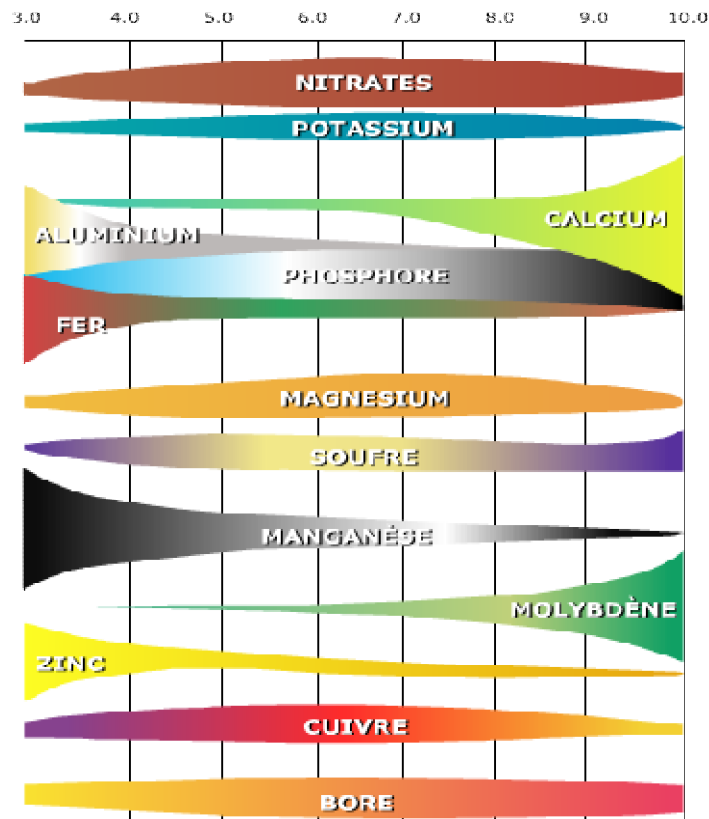 3.0 4.0 5.0 6.0 7.0 8.0 9.0 10.0
NITRATES
POTASSIUM
CALCIUM
ALUMINIUM
PHOSPHORE
FER
MAGNESIUM
SOUFRE
MANGANÈSE
MOLYBDÈNE
ZINC
CUIVRE
BORE